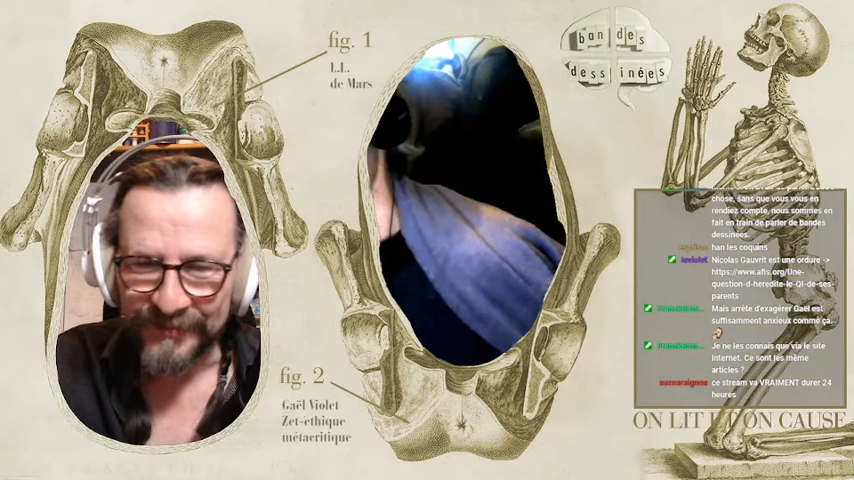 fig. 1
L.L.
de Mars
bandes
dessinées
fig. 2
Gaël Violet
Zet-éthique
métacritique
chose, sans que vous vous en
rendiez compte, nous sommes en
fait en train de parler de bandes
dessinées.
han les coquins
leviolet Nicolas Gauvrit est une ordure ->
https://www.afis.org/Une-
question-d-heredite-le-QI-de-ses-
parents
Mais arrête d'exagérer Gaël est
suffisamment anxieux comme ça.
Je ne les connais que via le site
Internet. Ce sont les même
articles ?
ce stream va VRAIMENT durer 24
heures
ON LIT ET ON CAUSE